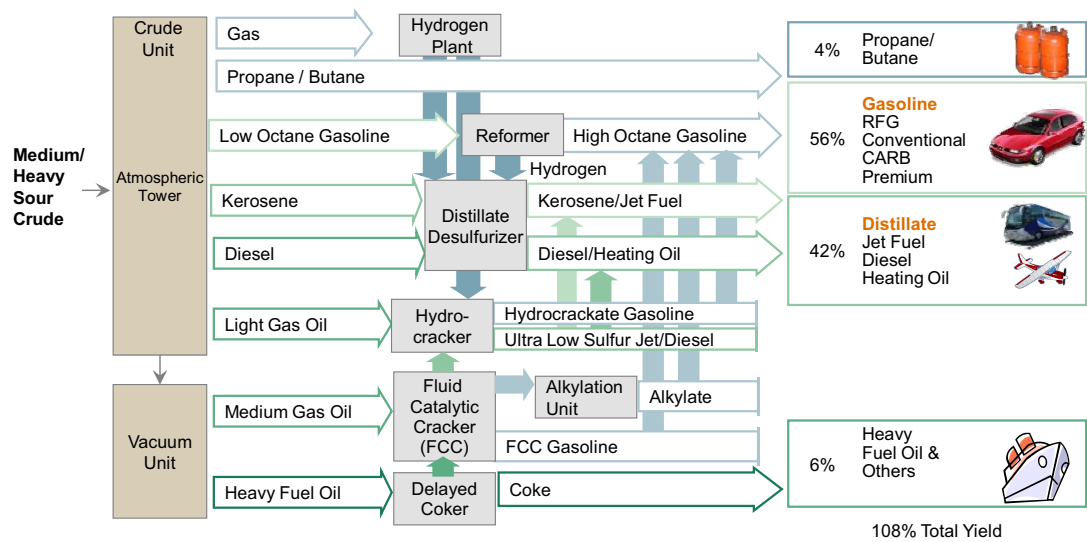 Medium/
Heavy
Sour
Crude
Crude
Unit
Atmospheric
Tower
Vacuum
Unit
Gas
Hydrogen
Plant
Propane / Butane
Low Octane Gasoline
Reformer
High Octane Gasoline
Hydrogen
Kerosene
Distillate
Desulfurizer
Kerosene/Jet Fuel
Diesel
Diesel/Heating Oil
Light Gas Oil
Hydro-
cracker
Hydrocrackate Gasoline
Ultra Low Sulfur Jet/Diesel
Medium Gas Oil
Fluid
Catalytic
Cracker
(FCC)
Alkylation
Unit
Alkylate
FCC Gasoline
Heavy Fuel Oil
Delayed
Coker
Coke
4%
Propane/
Butane
56%
Gasoline
RFG
Conventional
CARB
Premium
42%
Distillate
Jet Fuel
Diesel
Heating Oil
6%
Heavy
Fuel Oil &
Others
108% Total Yield